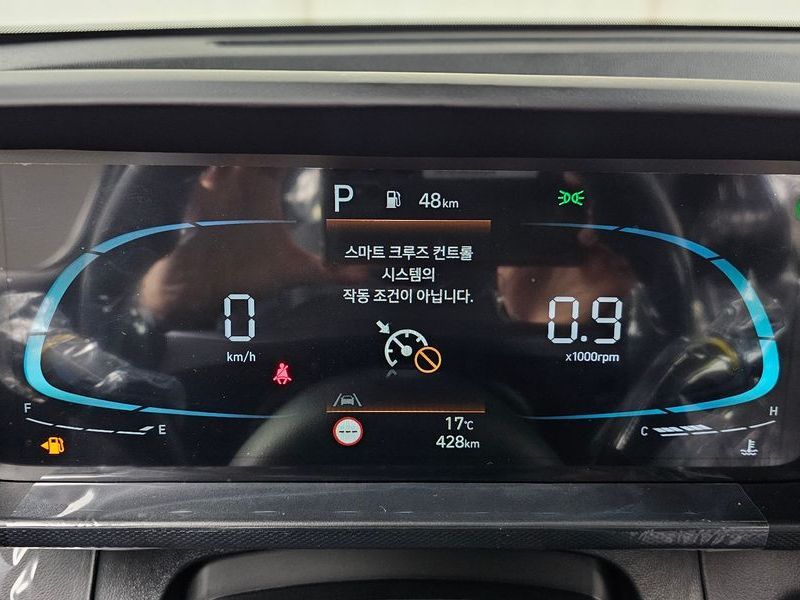 P 48km
스마트 크루즈 컨트롤
시스템의
작동 조건이 아닙니다.
0
km/h
0.9
x1000rpm
F
E
C
H
---
17℃
428km